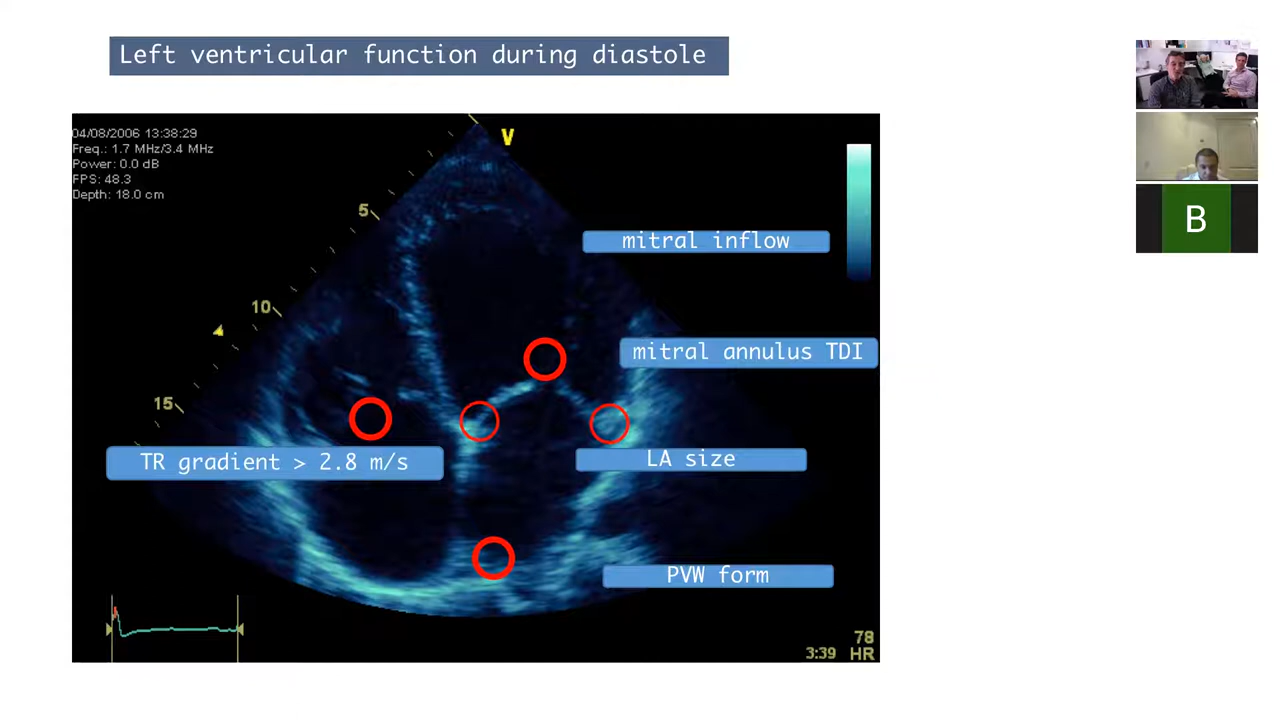 Left ventricular function during diastole
04/08/2006 13:38:29
Freq.: 1.7 MHz/3.4 MHz
Power: 0.0 dB
FPS: 48.3
Depth: 18.0 cm
V
5
mitral inflow
B
10
mitral annulus TDI
15
TR gradient > 2.8 m/s
LA size
PVW form
78
3:39 HR